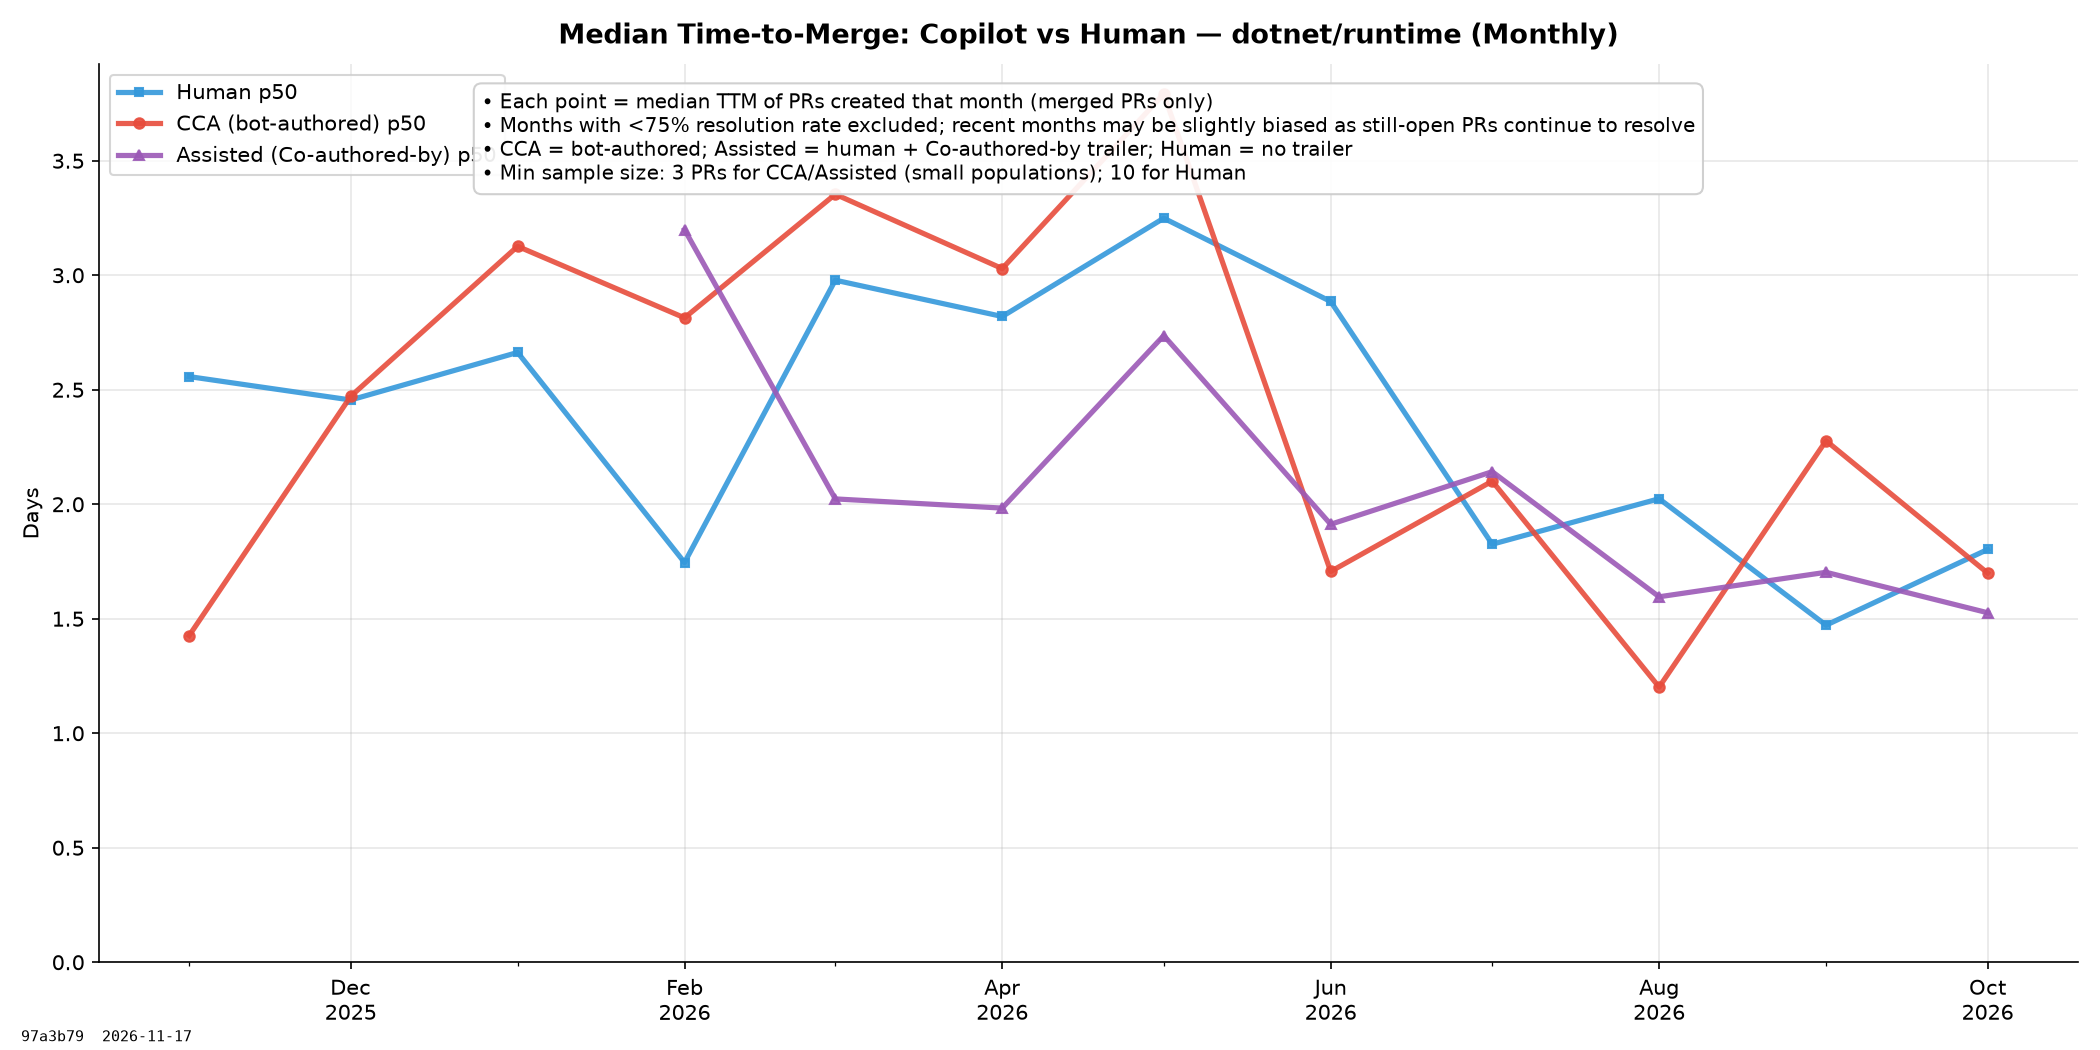 Median Time-to-Merge: Copilot vs Human — dotnet/runtime (Monthly)
Human p50
CCA (bot-authored) p50
Assisted (Co-authored-by) p50
• Each point = median TTM of PRs created that month (merged PRs only)
• Months with <75% resolution rate excluded; recent months may be slightly biased as still-open PRs continue to resolve
• CCA = bot-authored; Assisted = human + Co-authored-by trailer; Human = no trailer
• Min sample size: 3 PRs for CCA/Assisted (small populations); 10 for Human
Days
3.5
3.0
2.5
2.0
1.5
1.0
0.5
0.0
Dec
2025
Feb
2026
Apr
2026
Jun
2026
Aug
2026
Oct
2026
97a3b79 2026-11-17